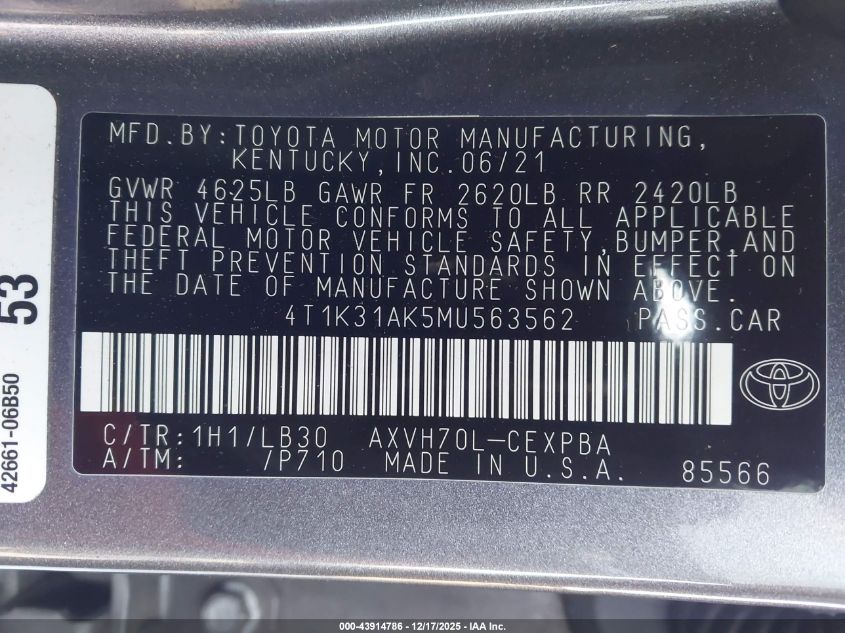 MFD.BY:TOYOTA MOTOR MANUFACTURING,
KENTUCKY,INC.06/21
GVWR 4625LB GAWR FR 2620LB RR 2420LB
THIS VEHICLE CONFORMS TO ALL APPLICABLE
FEDERAL MOTOR VEHICLE SAFETY,BUMPER,AND
THEFT PREVENTION STANDARDS IN EFFECT ON
THE DATE OF MANUFACTURE SHOWN ABOVE.
4T1K31AK5MU563562 PASS.CAR
C/TR:1H1/LB30 AXVH70L-CEXPBA
A/TM: /P710 MADE IN U.S.A. 85566
53
42661-06B50
000-43914786 - 12/17/2025 - IAA Inc.